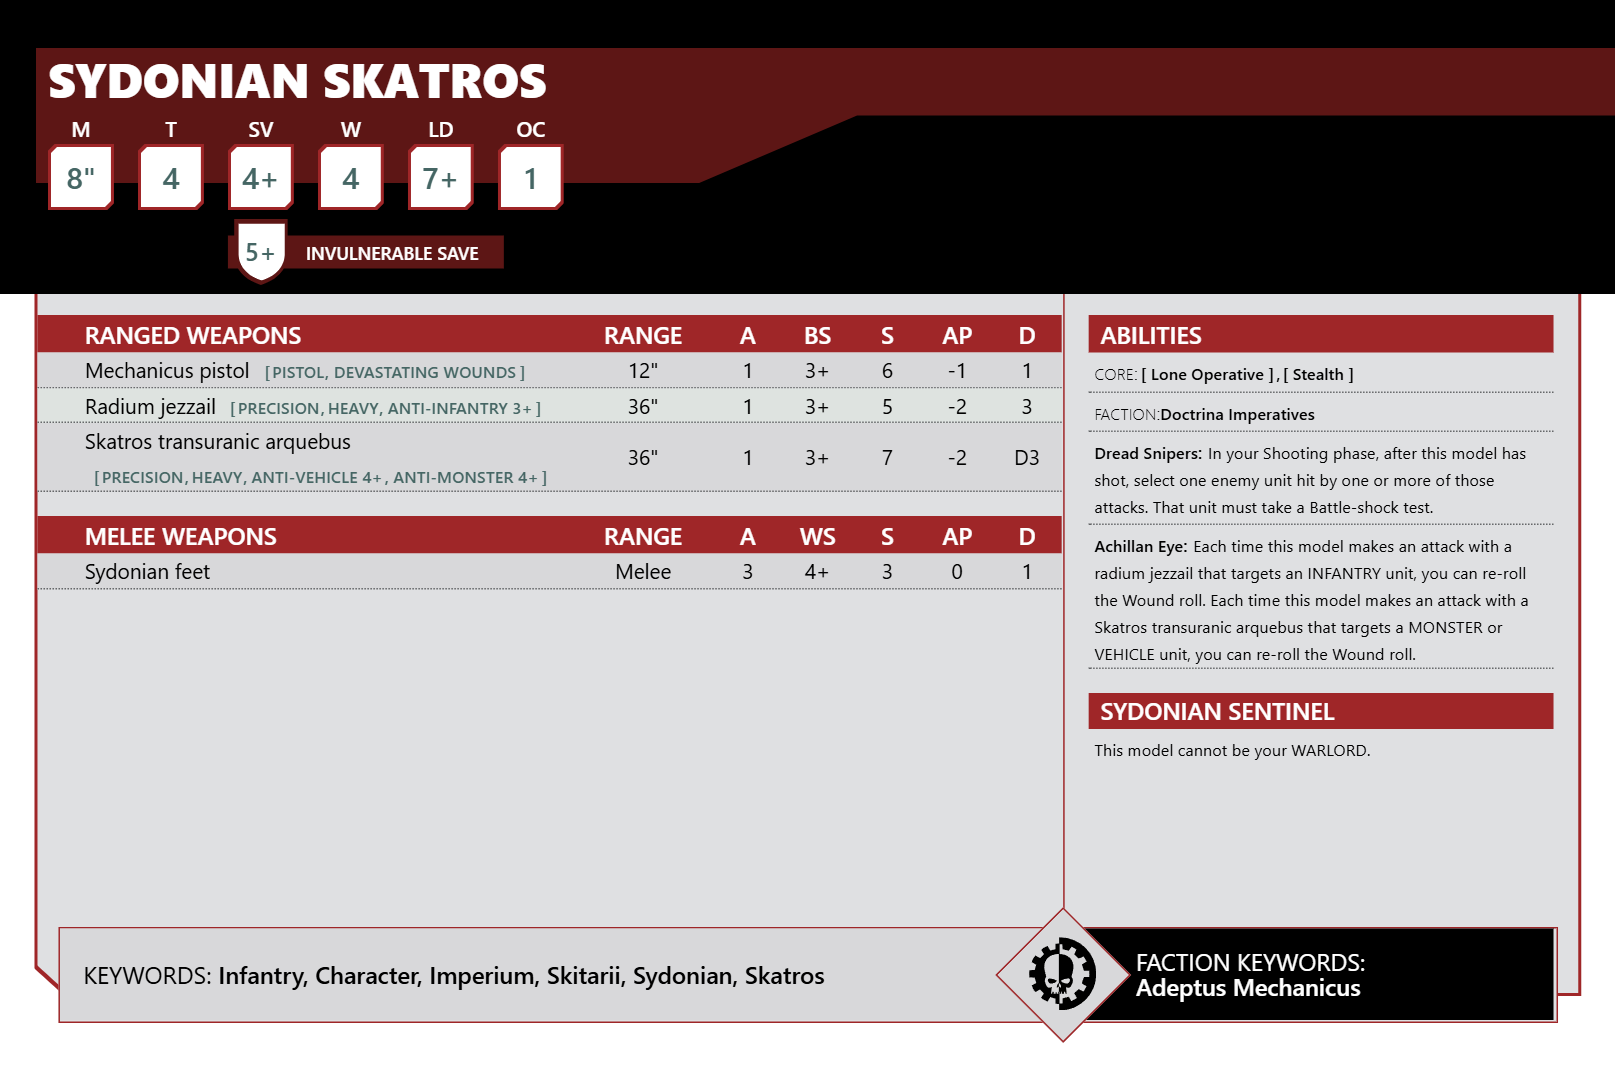 SYDONIAN SKATROS
M T SV W LD OC
8" 4 4+ 4 7+ 1
5+ INVULNERABLE SAVE
RANGED WEAPONS RANGE A BS S AP D
Mechanicus pistol [ PISTOL, DEVASTATING WOUNDS ] 12" 1 3+ 6 -1 1
Radium jezzail [ PRECISION, HEAVY, ANTI-INFANTRY 3+ ] 36" 1 3+ 5 -2 3
Skatros transuranic arquebus
[ PRECISION, HEAVY, ANTI-VEHICLE 4+, ANTI-MONSTER 4+ ] 36" 1 3+ 7 -2 D3
MELEE WEAPONS RANGE A WS S AP D
Sydonian feet Melee 3 4+ 3 0 1
ABILITIES
CORE: [ Lone Operative ] , [ Stealth ]
FACTION:Doctrina Imperatives
Dread Snipers: In your Shooting phase, after this model has
shot, select one enemy unit hit by one or more of those
attacks. That unit must take a Battle-shock test.
Achillan Eye: Each time this model makes an attack with a
radium jezzail that targets an INFANTRY unit, you can re-roll
the Wound roll. Each time this model makes an attack with a
Skatros transuranic arquebus that targets a MONSTER or
VEHICLE unit, you can re-roll the Wound roll.
SYDONIAN SENTINEL
This model cannot be your WARLORD.
KEYWORDS: Infantry, Character, Imperium, Skitarii, Sydonian, Skatros
FACTION KEYWORDS:
Adeptus Mechanicus